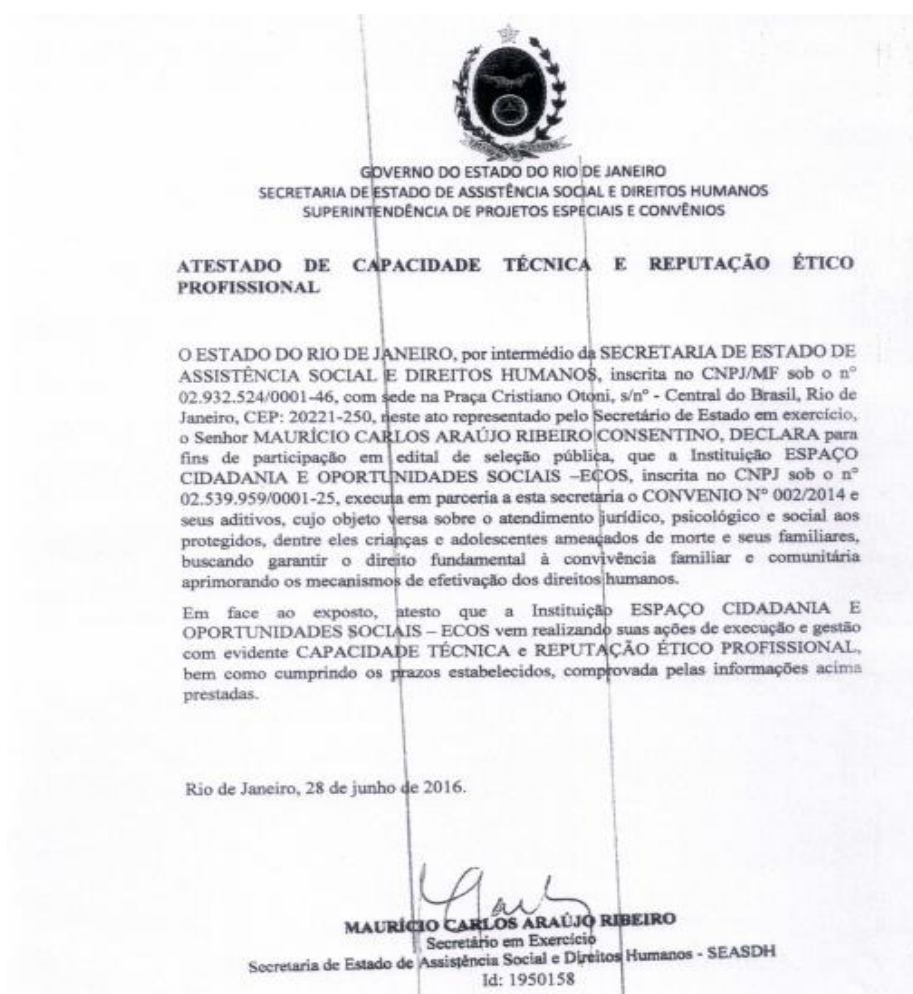 GOVERNO DO ESTADO DO RIO DE JANEIRO
SECRETARIA DE ESTADO DE ASSISTÊNCIA SOCIAL E DIREITOS HUMANOS
SUPERINTENDÊNCIA DE PROJETOS ESPECIAIS E CONVÊNIOS
ATESTADO DE CAPACIDADE TÉCNICA E REPUTAÇÃO ÉTICO
PROFISSIONAL
O ESTADO DO RIO DE JANEIRO, por intermédio da SECRETARIA DE ESTADO DE
ASSISTÊNCIA SOCIAL E DIREITOS HUMANOS, inscrita no CNPJ/MF sob o nº
02.932.524/0001-46, com sede na Praça Cristiano Otoni, s/nº - Central do Brasil, Rio de
Janeiro, CEP: 20221-250, neste ato representado pelo Secretário de Estado em exercício,
o Senhor MAURÍCIO CARLOS ARAÚJO RIBEIRO CONSENTINO, DECLARA para
fins de participação em edital de seleção pública, que a Instituição ESPAÇO
CIDADANIA E OPORTUNIDADES SOCIAIS –ECOS, inscrita no CNPJ sob o nº
02.539.959/0001-25, executa em parceria a esta secretaria o CONVENIO Nº 002/2014 e
seus aditivos, cujo objeto versa sobre o atendimento jurídico, psicológico e social aos
protegidos, dentre eles crianças e adolescentes ameaçados de morte e seus familiares,
buscando garantir o direito fundamental à convivência familiar e comunitária
aprimorando os mecanismos de efetivação dos direitos humanos.
Em face ao exposto, atesto que a Instituição ESPAÇO CIDADANIA E
OPORTUNIDADES SOCIAIS – ECOS vem realizando suas ações de execução e gestão
com evidente CAPACIDADE TÉCNICA e REPUTAÇÃO ÉTICO PROFISSIONAL,
bem como cumprindo os prazos estabelecidos, comprovada pelas informações acima
prestadas.
Rio de Janeiro, 28 de junho de 2016.
MAURÍCIO CARLOS ARAÚJO RIBEIRO
Secretário em Exercício
Secretaria de Estado de Assistência Social e Direitos Humanos - SEASDH
Id: 1950158